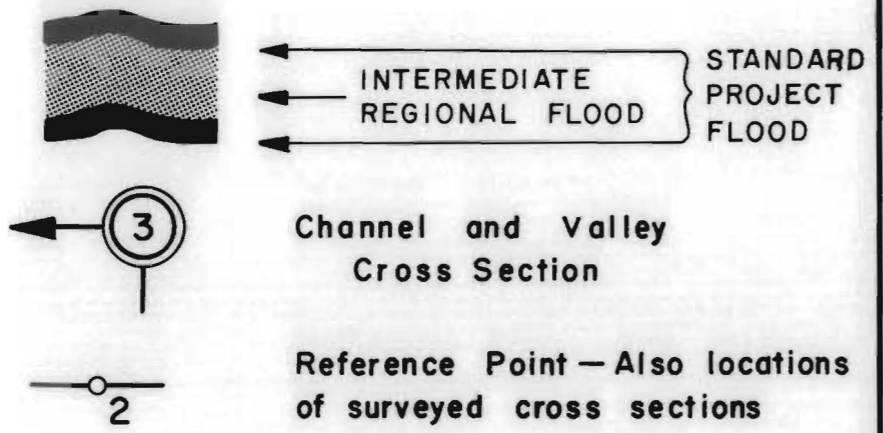 INTERMEDIATE
REGIONAL FLOOD
STANDARD
PROJECT
FLOOD
3
Channel and Valley
Cross Section
2
Reference Point — Also locations
of surveyed cross sections